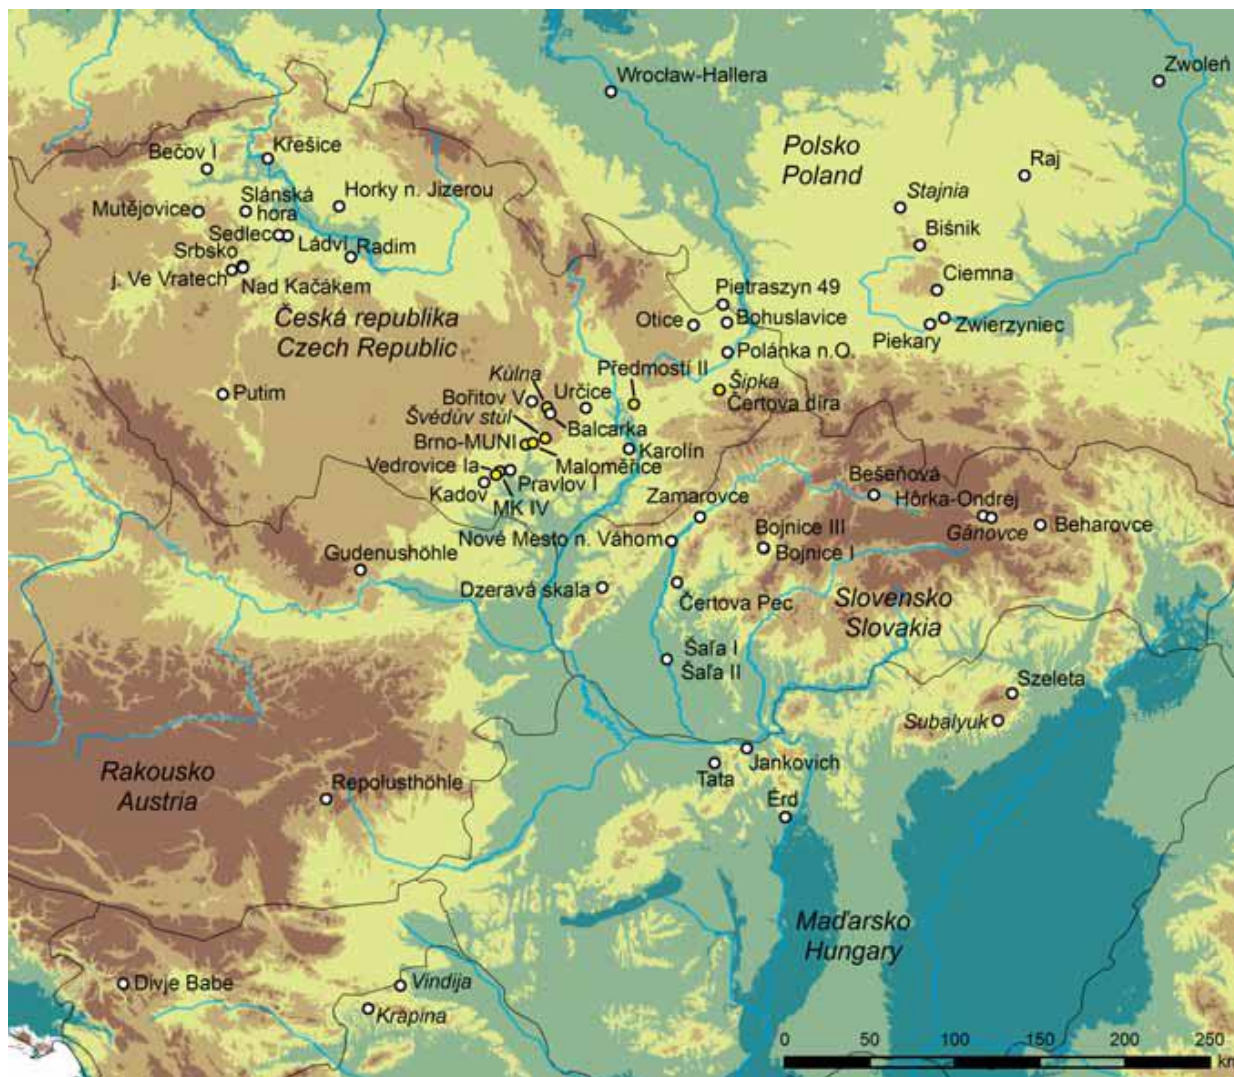 Wrocław-Hallera
Zwoleń
Polsko
Poland
Raj
Stajnia
Biśnik
Ciemna
Zwierzyniec
Piekary
Bečov I
Křešice
Mutějovice
Slánská
hora
Horky n. Jizerou
Sedlec
Ládví
Radim
Srbsko
j. Ve Vratech
Nad Kačákem
Česká republika
Czech Republic
Putim
Pietraszyn 49
Otice
Bohuslavice
Polánka n.O.
Předmostí II
Šipka
Čertova díra
Kůlna
Bořitov V
Určice
Švédův stůl
Balcarka
Brno-MUNI
Maloměřice
Karolín
Vedrovice Ia
Pravlov I
Kadov
MK IV
Zamarovce
Bešeňová
Hôrka-Ondrej
Gánovce
Beharovce
Bojnice III
Bojnice I
Nové Mesto n. Váhom
Gudenushöhle
Dzeravá skala
Čertova Pec
Slovensko
Slovakia
Šaľa I
Šaľa II
Szeleta
Subalyuk
Rakousko
Austria
Repolusthöhle
Jankovich
Tata
Érd
Maďarsko
Hungary
Divje Babe
Vindija
Krapina
0 50 100 150 200 250
km